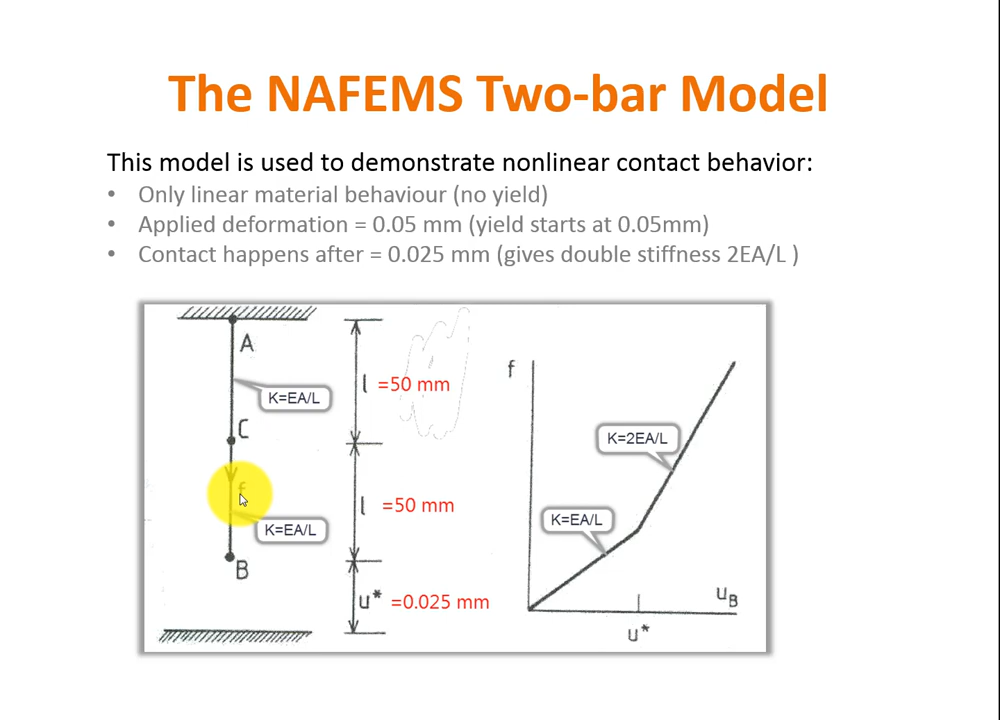 The NAFEMS Two-bar Model
This model is used to demonstrate nonlinear contact behavior:
• Only linear material behaviour (no yield)
• Applied deformation = 0.05 mm (yield starts at 0.05mm)
• Contact happens after = 0.025 mm (gives double stiffness 2EA/L )
A
K=EA/L
l =50 mm
C
f
K=EA/L
l =50 mm
B
u* =0.025 mm
f
K=2EA/L
K=EA/L
uB
u*